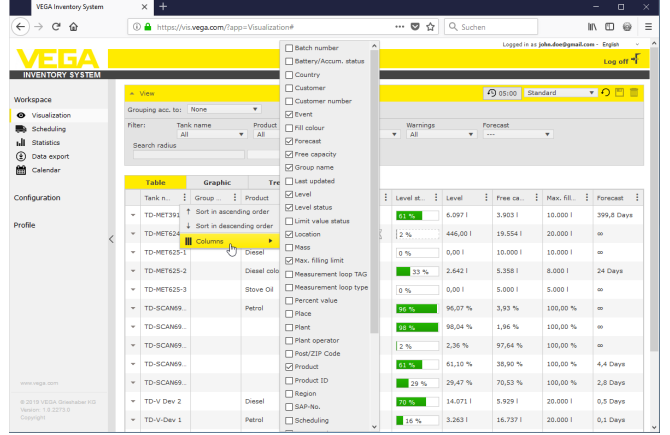 VEGA Inventory System
https://vis.vega.com/?app=Visualization#
Suchen
Logged in as john.doe@gmail.com - English
VEGA
INVENTORY SYSTEM
Log off
Workspace
Visualization
Scheduling
Statistics
Data export
Calendar
Configuration
Profile
www.vega.com
© 2019 VEGA Grieshaber KG
Version 1.9.2273.0
Copyright
View
05:00
Standard
Grouping acc. to: None
Filter: Tank name Product Warnings Forecast
All All All ---
Search radius
Table Graphic Tre
Tank n... Group ... Product Level st... Level Free ca... Max. fill... Forecast
Sort in ascending order
Sort in descending order
Columns
Batch number
Battery/Accum. status
Country
Customer
Customer number
Event
Fill colour
Forecast
Free capacity
Group name
Last updated
Level
Level status
Limit value status
Location
Mass
Max. filling limit
Measurement loop TAG
Measurement loop type
Percent value
Place
Plant
Plant operator
Post/ZIP Code
Product
Product ID
Region
SAP-No.
Scheduling
TD-MET391 61 % 6.097 l 3.903 l 10.000 l 399,8 Days
TD-MET624 2 % 446,00 l 19.554 l 20.000 l ∞
TD-MET625-1 Diesel 0 % 0,00 l 10.000 l 10.000 l ∞
TD-MET625-2 Diesel colo 33 % 2.642 l 5.358 l 8.000 l 24 Days
TD-MET625-3 Stove Oil 0 % 0,00 l 5.000 l 5.000 l ∞
TD-SCAN69... Petrol 96 % 96,07 % 3,93 % 100,00 % ∞
TD-SCAN69... 98 % 98,04 % 1,96 % 100,00 % ∞
TD-SCAN69... 2 % 2,36 % 97,64 % 100,00 % ∞
TD-SCAN69... 61 % 61,10 % 38,90 % 100,00 % 4,4 Days
TD-SCAN69... 29 % 29,47 % 70,53 % 100,00 % 2,8 Days
TD-V Dev 2 Diesel 70 % 14.071 l 5.929 l 20.000 l 0,5 Days
TD-V-Dev 1 Petrol 16 % 3.263 l 16.737 l 20.000 l 0,1 Days